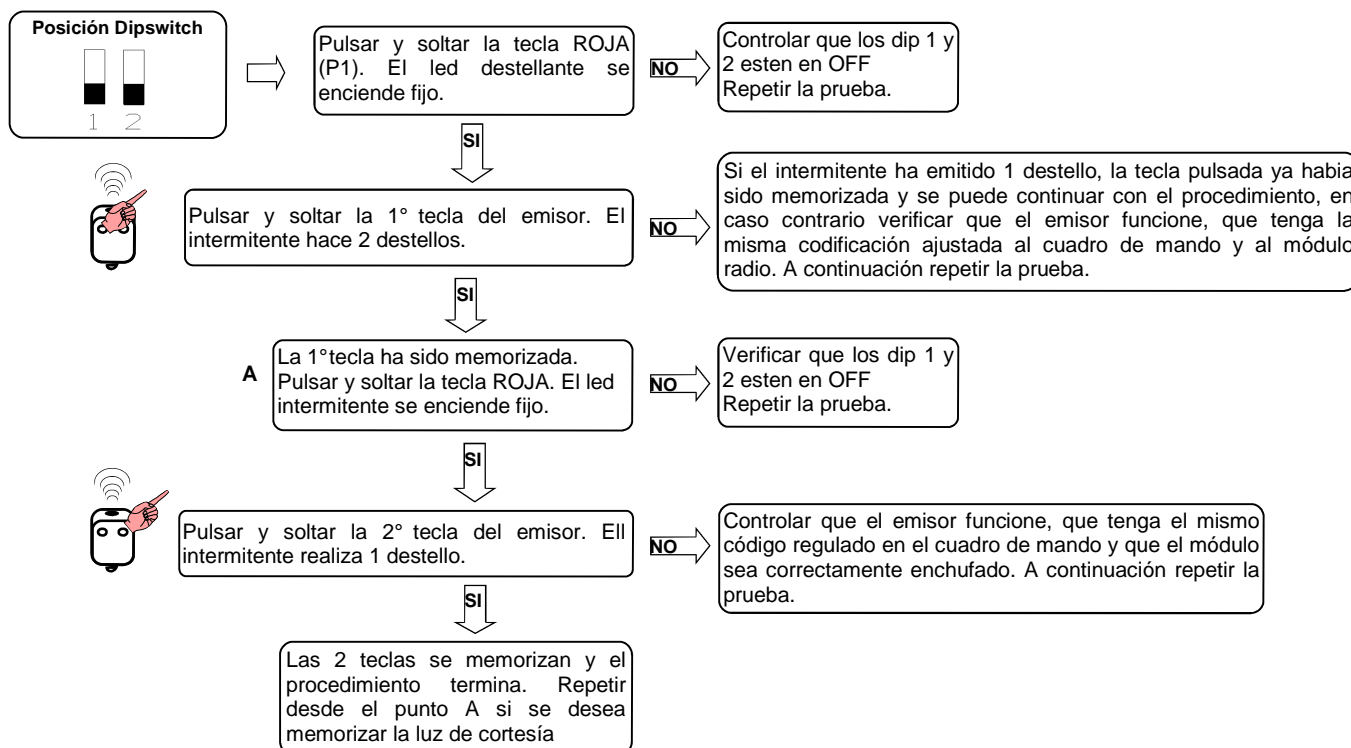 Posición Dipswitch
1 2
Pulsar y soltar la tecla ROJA
(P1). El led destellante se
enciende fijo.
NO
Controlar que los dip 1 y
2 esten en OFF
Repetir la prueba.
SI
Pulsar y soltar la 1° tecla del emisor. El
intermitente hace 2 destellos.
NO
Si el intermitente ha emitido 1 destello, la tecla pulsada ya habia
sido memorizada y se puede continuar con el procedimiento, en
caso contrario verificar que el emisor funcione, que tenga la
misma codificación ajustada al cuadro de mando y al módulo
radio. A continuación repetir la prueba.
SI
A
La 1°tecla ha sido memorizada.
Pulsar y soltar la tecla ROJA. El led
intermitente se enciende fijo.
NO
Verificar que los dip 1 y
2 esten en OFF
Repetir la prueba.
SI
Pulsar y soltar la 2° tecla del emisor. Ell
intermitente realiza 1 destello.
NO
Controlar que el emisor funcione, que tenga el mismo
código regulado en el cuadro de mando y que el módulo
sea correctamente enchufado. A continuación repetir la
prueba.
SI
Las 2 teclas se memorizan y el
procedimiento termina. Repetir
desde el punto A si se desea
memorizar la luz de cortesía